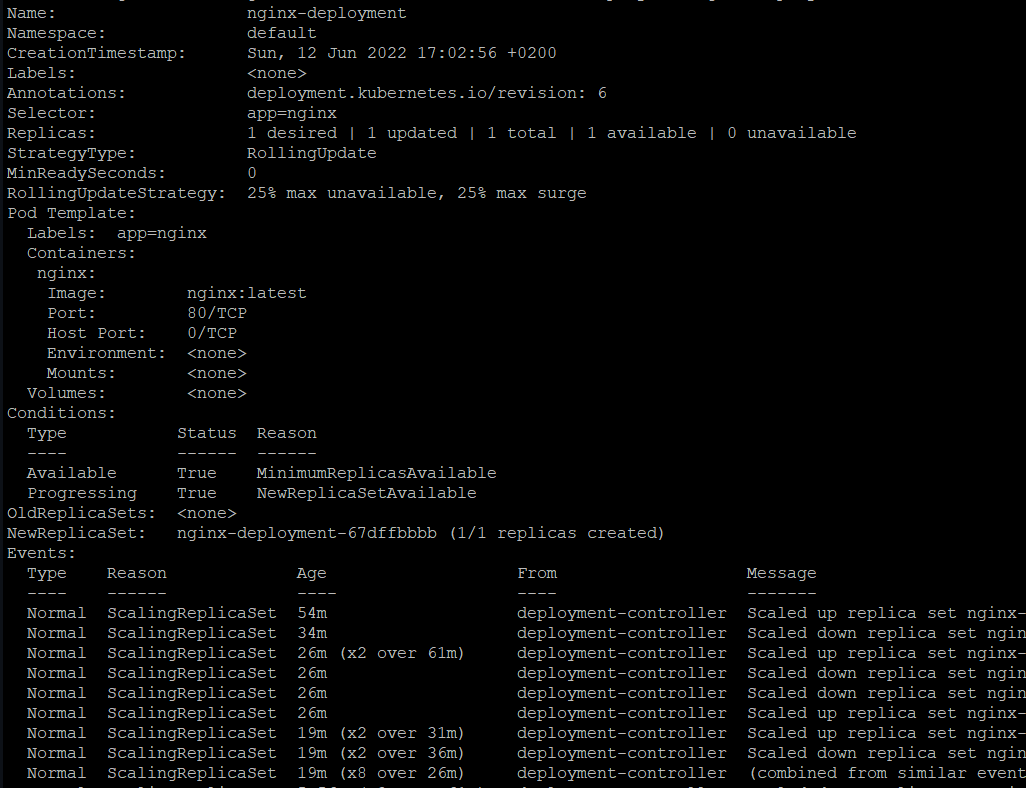 Name:                   nginx-deployment
Namespace:              default
CreationTimestamp:      Sun, 12 Jun 2022 17:02:56 +0200
Labels:                 <none>
Annotations:            deployment.kubernetes.io/revision: 6
Selector:               app=nginx
Replicas:               1 desired | 1 updated | 1 total | 1 available | 0 unavailable
StrategyType:           RollingUpdate
MinReadySeconds:        0
RollingUpdateStrategy:  25% max unavailable, 25% max surge
Pod Template:
  Labels:  app=nginx
  Containers:
   nginx:
    Image:        nginx:latest
    Port:         80/TCP
    Host Port:    0/TCP
    Environment:  <none>
    Mounts:       <none>
  Volumes:        <none>
Conditions:
  Type           Status  Reason
  ----           ------  ------
  Available      True    MinimumReplicasAvailable
  Progressing    True    NewReplicaSetAvailable
OldReplicaSets:  <none>
NewReplicaSet:   nginx-deployment-67dffbbbb (1/1 replicas created)
Events:
  Type    Reason             Age                   From                   Message
  ----    ------             ----                  ----                   -------
  Normal  ScalingReplicaSet  54m                   deployment-controller  Scaled up replica set nginx-
  Normal  ScalingReplicaSet  34m                   deployment-controller  Scaled down replica set ngin
  Normal  ScalingReplicaSet  26m (x2 over 61m)     deployment-controller  Scaled up replica set nginx-
  Normal  ScalingReplicaSet  26m                   deployment-controller  Scaled down replica set ngin
  Normal  ScalingReplicaSet  26m                   deployment-controller  Scaled down replica set ngin
  Normal  ScalingReplicaSet  26m                   deployment-controller  Scaled up replica set nginx-
  Normal  ScalingReplicaSet  19m (x2 over 31m)     deployment-controller  Scaled up replica set nginx-
  Normal  ScalingReplicaSet  19m (x2 over 36m)     deployment-controller  Scaled down replica set ngin
  Normal  ScalingReplicaSet  19m (x8 over 26m)     deployment-controller  (combined from similar event